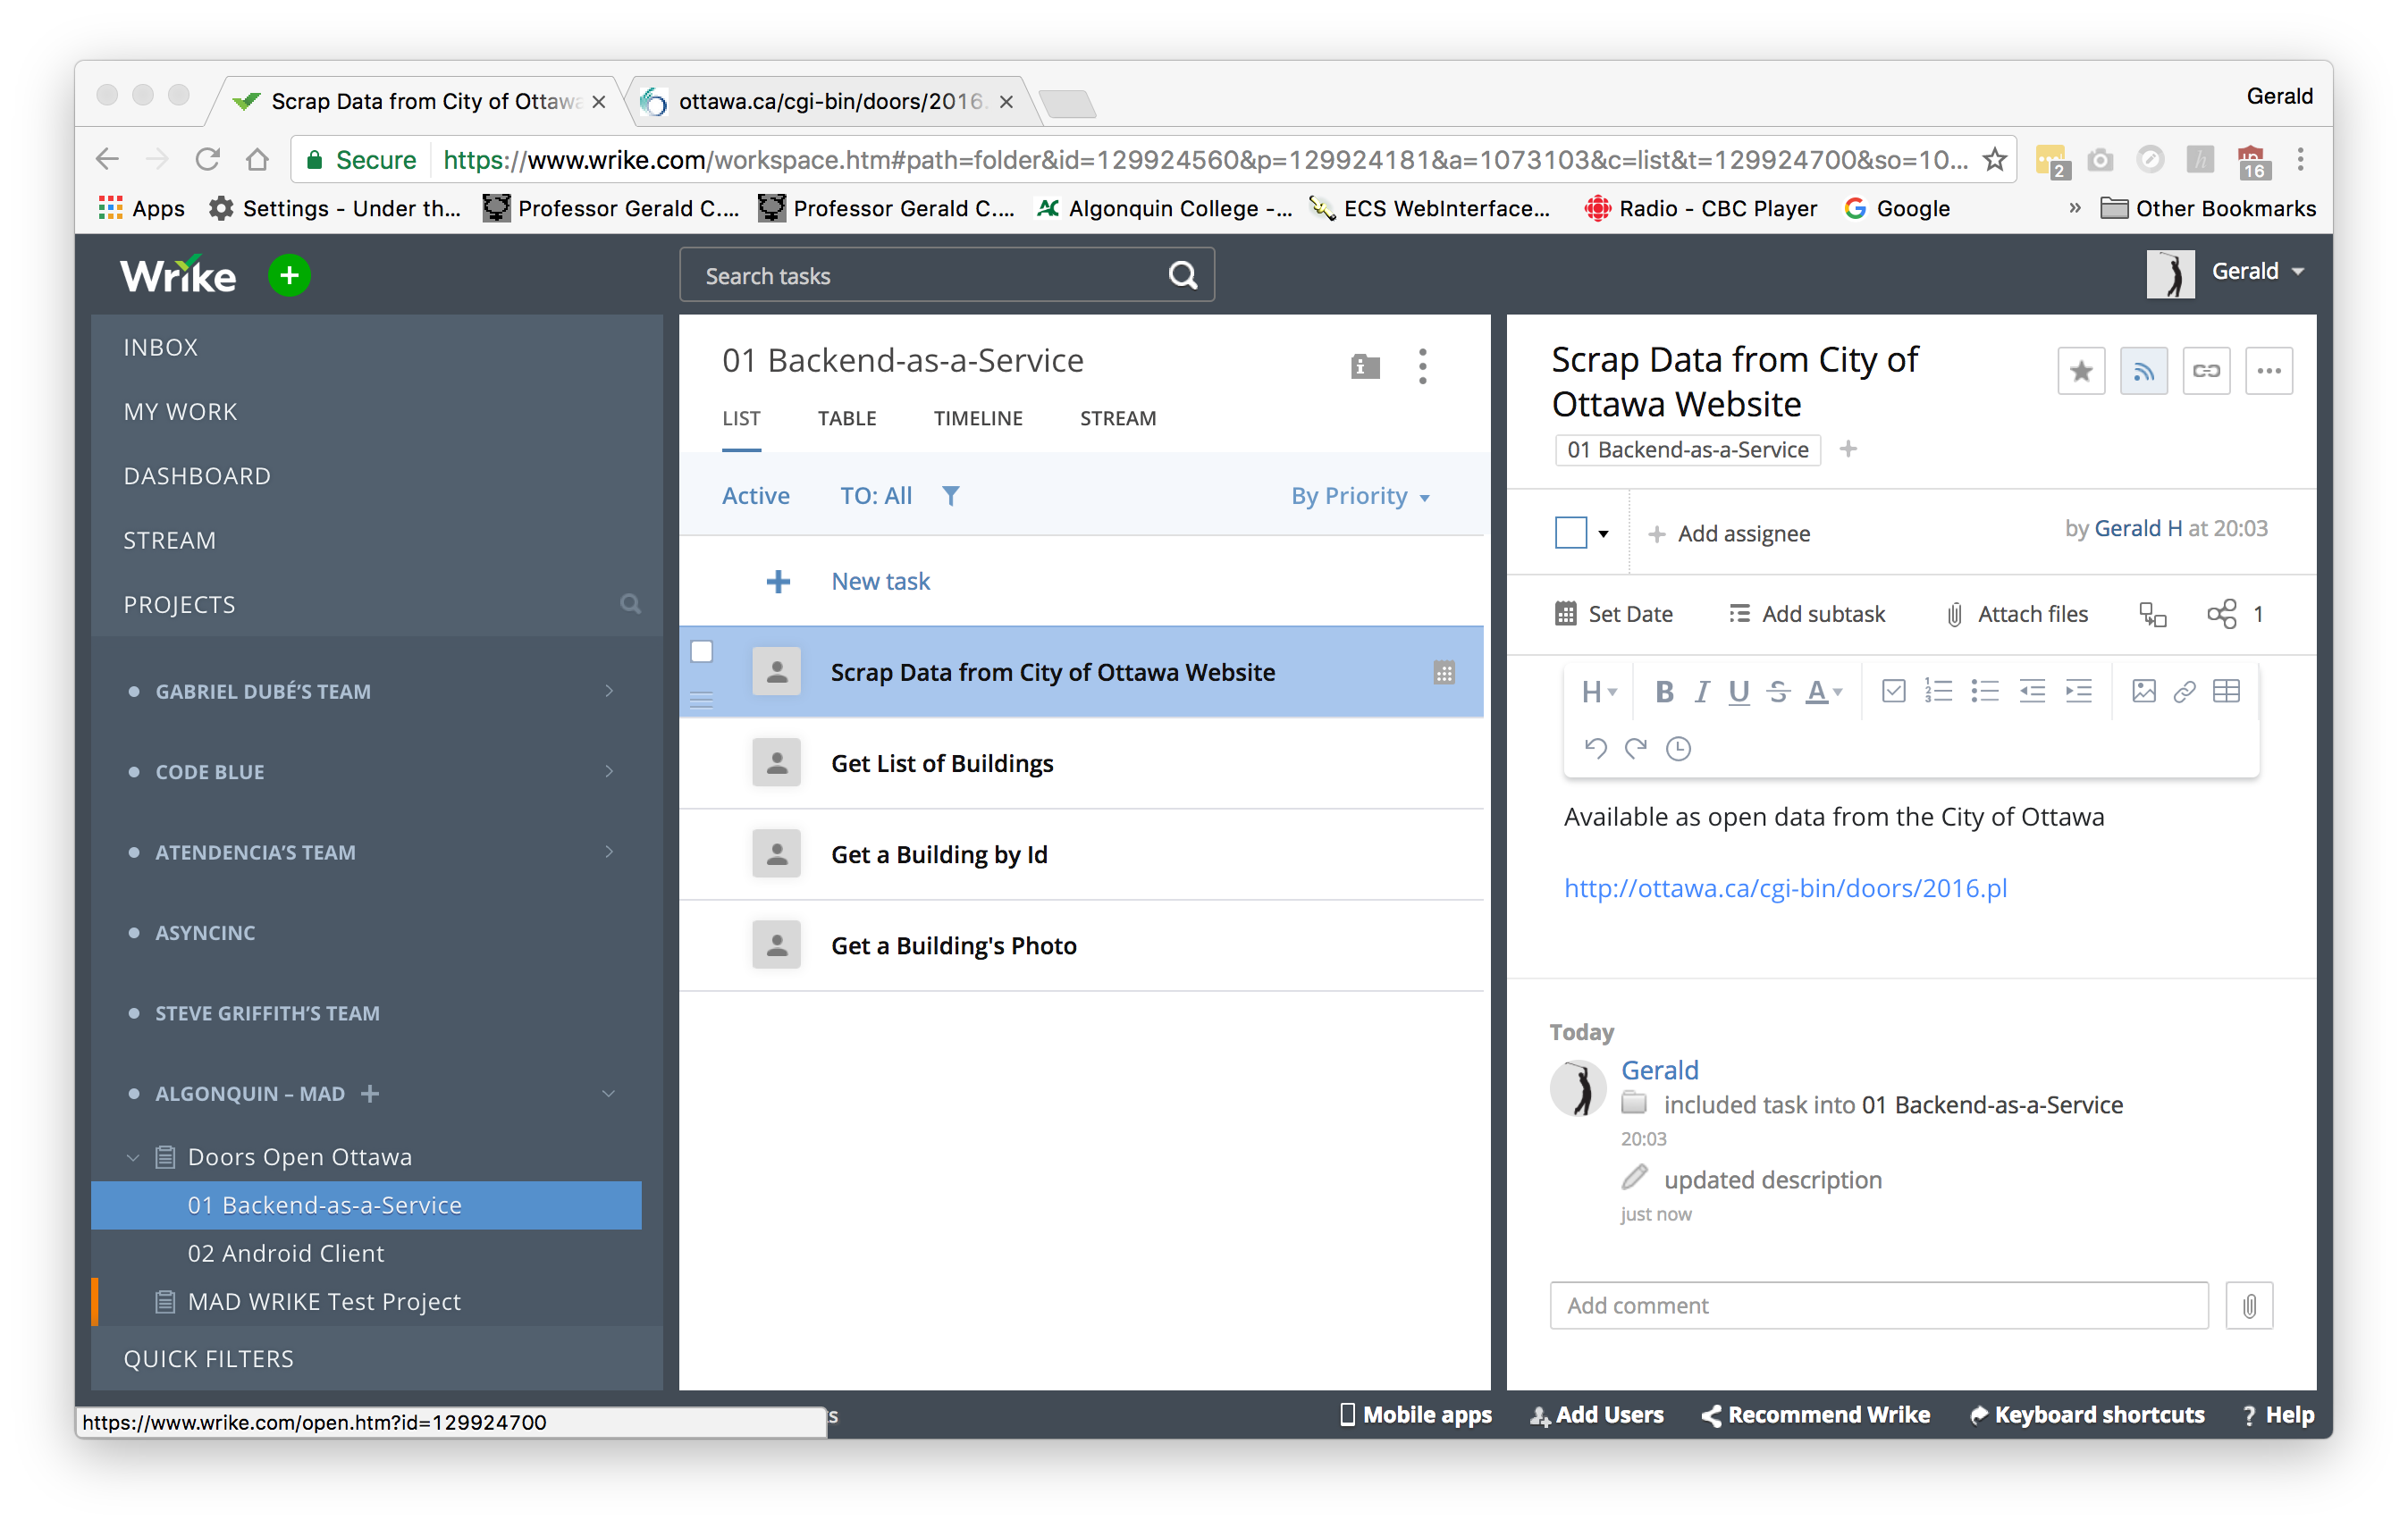 Scrap Data from City of Ottawa
ottawa.ca/cgi-bin/doors/2016.
Gerald
Secure https://www.wrike.com/workspace.htm#path=folder&id=129924560&p=129924181&a=1073103&c=list&t=129924700&so=10...
2
16
Apps Settings - Under th... Professor Gerald C.... Professor Gerald C.... Algonquin College -... ECS WebInterface... Radio - CBC Player Google » Other Bookmarks
Wrike
Search tasks
Gerald
INBOX
MY WORK
DASHBOARD
STREAM
PROJECTS
GABRIEL DUBÉ’S TEAM
CODE BLUE
ATENDENCIA’S TEAM
ASYNCINC
STEVE GRIFFITH’S TEAM
ALGONQUIN – MAD
Doors Open Ottawa
01 Backend-as-a-Service
02 Android Client
MAD WRIKE Test Project
QUICK FILTERS
01 Backend-as-a-Service
LIST TABLE TIMELINE STREAM
Active TO: All By Priority
New task
Scrap Data from City of Ottawa Website
Get List of Buildings
Get a Building by Id
Get a Building's Photo
Scrap Data from City of
Ottawa Website
01 Backend-as-a-Service
Add assignee
by Gerald H at 20:03
Set Date Add subtask Attach files 1
H B I U S A
Available as open data from the City of Ottawa
http://ottawa.ca/cgi-bin/doors/2016.pl
Today
Gerald
included task into 01 Backend-as-a-Service
20:03
updated description
just now
Add comment
https://www.wrike.com/open.htm?id=129924700
Mobile apps Add Users Recommend Wrike Keyboard shortcuts ? Help